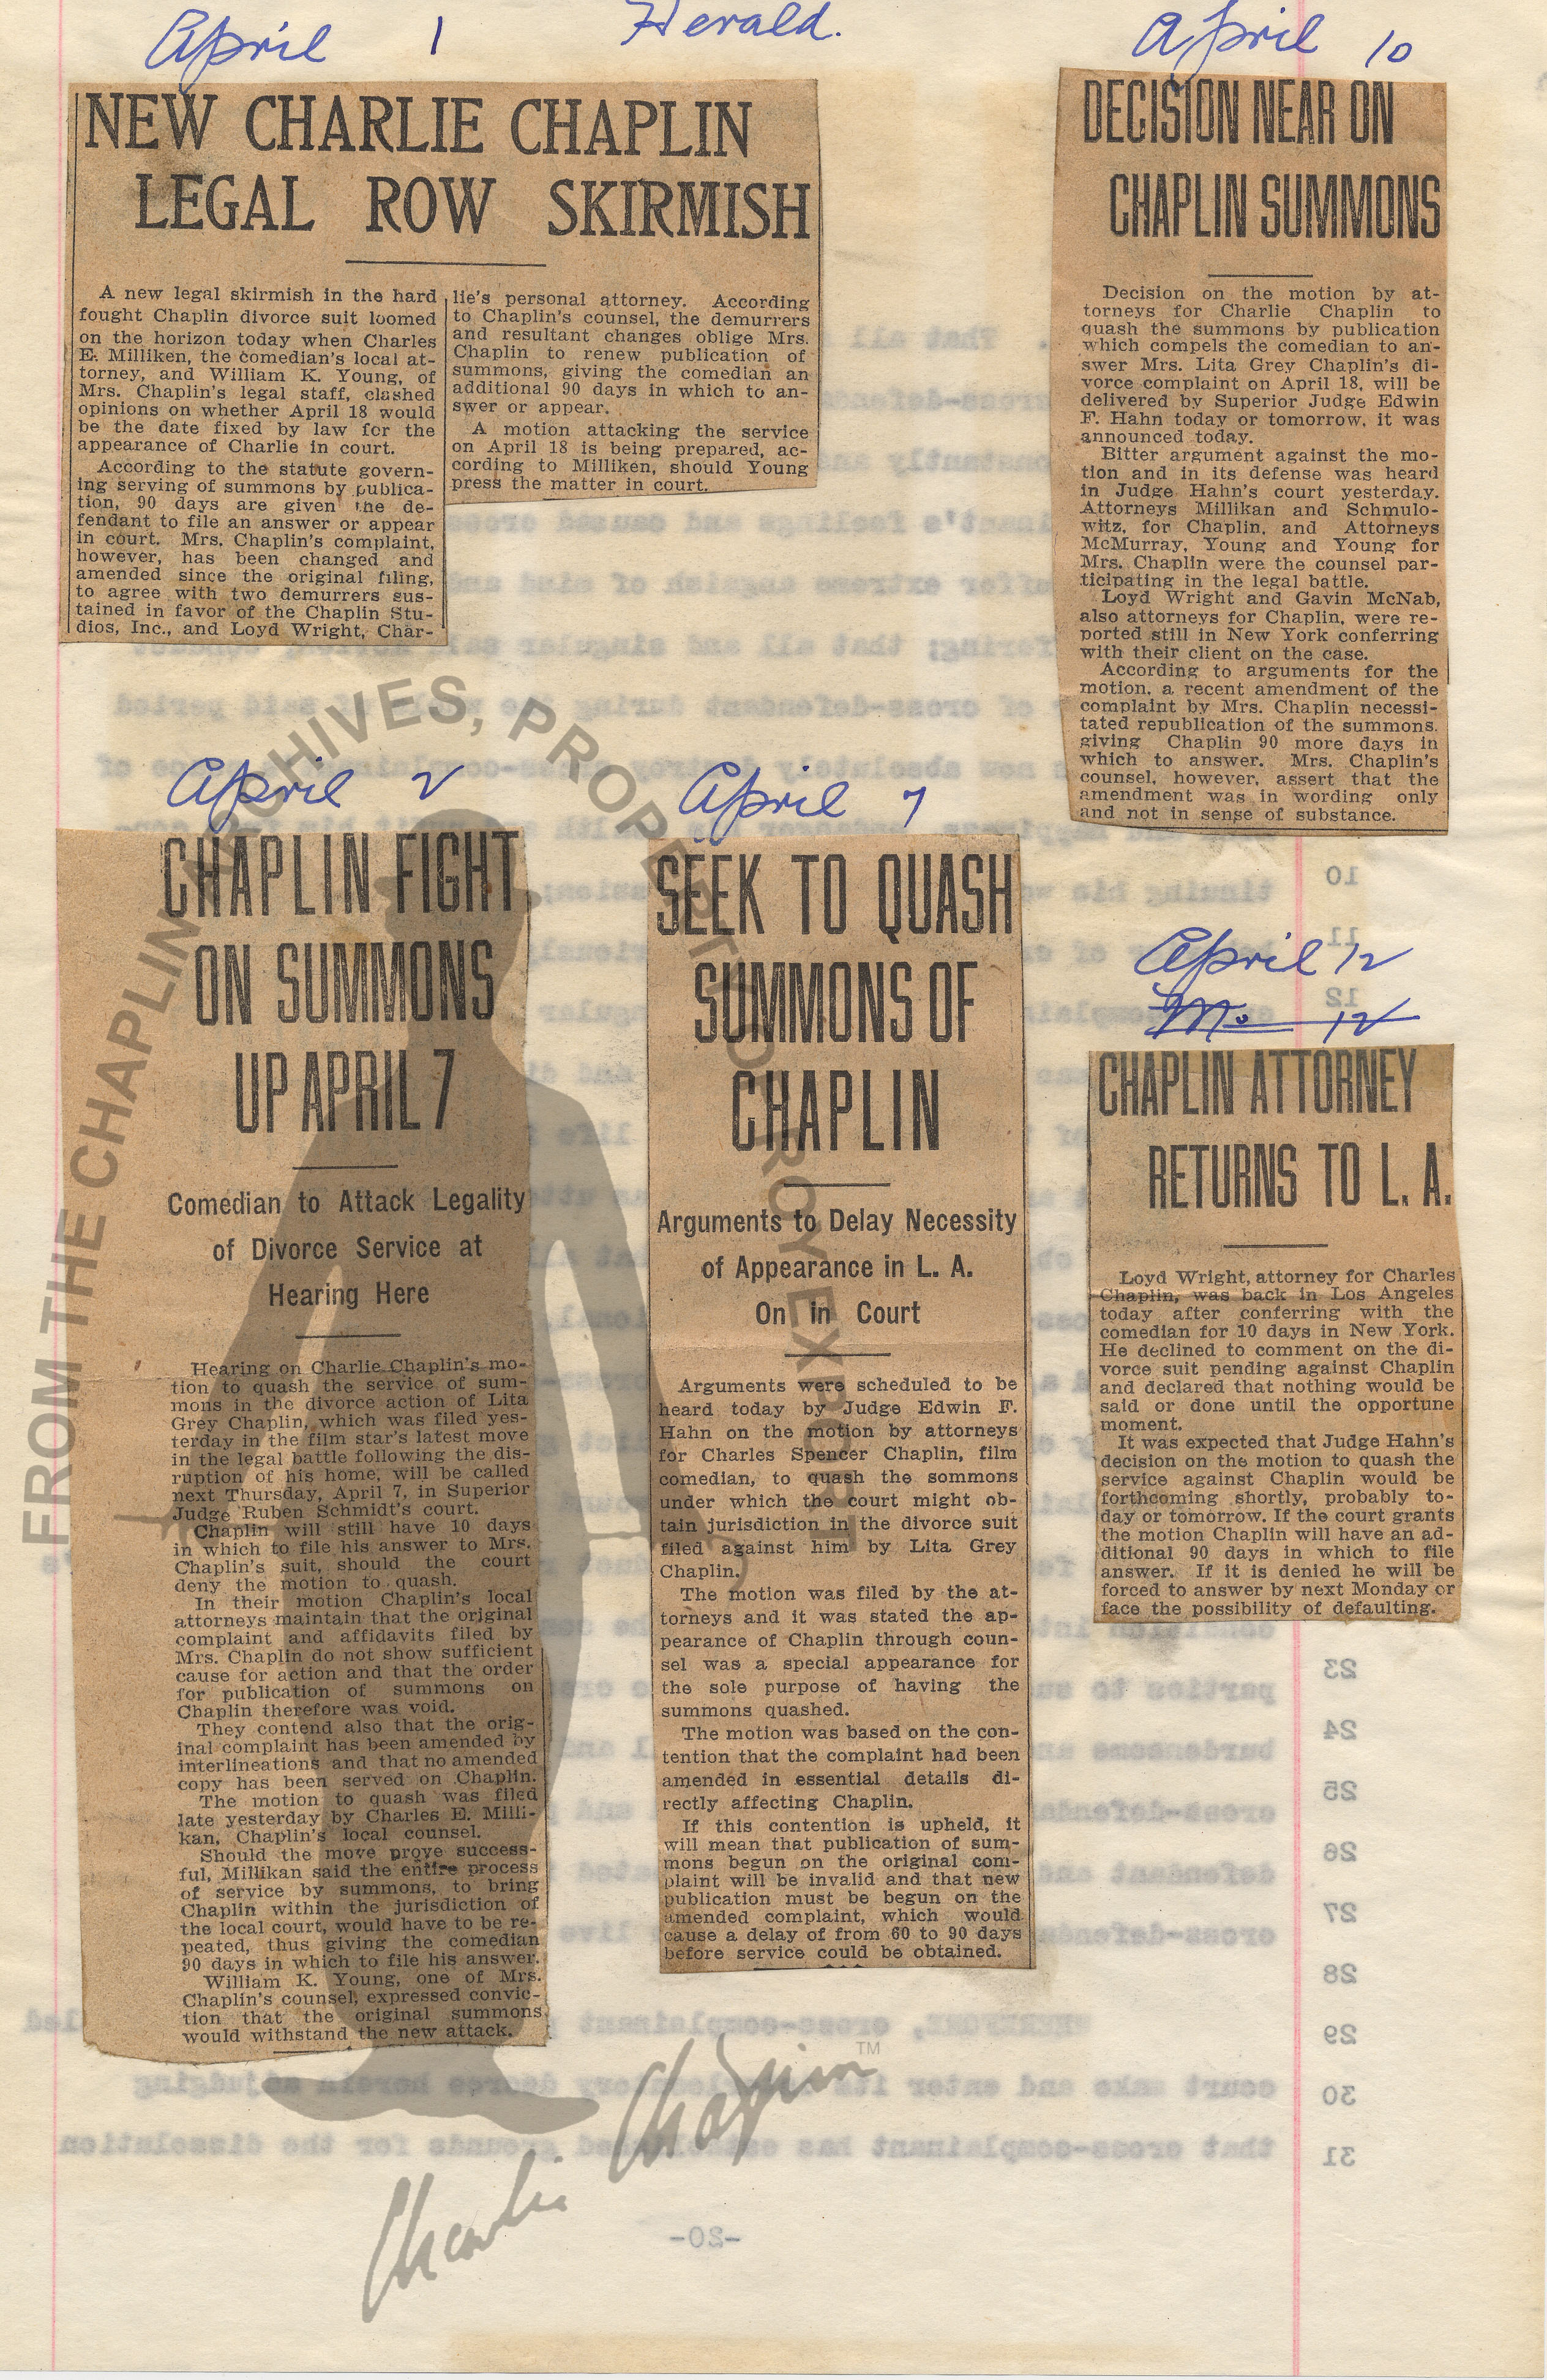 April 1 Herald.
NEW CHARLIE CHAPLIN
LEGAL ROW SKIRMISH
A new legal skirmish in the hard
fought Chaplin divorce suit loomed
on the horizon today when Charles
E. Milliken, the comedian's local at-
torney, and William K. Young, of
Mrs. Chaplin's legal staff, clashed
opinions on whether April 18 would
be the date fixed by law for the
appearance of Charlie in court.
According to the statute govern-
ing serving of summons by publica-
tion, 90 days are given the de-
fendant to file an answer or appear
in court. Mrs. Chaplin's complaint,
however, has been changed and
amended since the original filing,
to agree with two demurrers sus-
tained in favor of the Chaplin Stu-
dios, Inc., and Loyd Wright, Char-
lie's personal attorney. According
to Chaplin's counsel, the demurrers
and resultant changes oblige Mrs.
Chaplin to renew publication of
summons, giving the comedian an
additional 90 days in which to an-
swer or appear.
A motion attacking the service
on April 18 is being prepared, ac-
cording to Milliken, should Young
press the matter in court.
April 10
DECISION NEAR ON
CHAPLIN SUMMONS
Decision on the motion by at-
torneys for Charlie Chaplin to
quash the summons by publication
which compels the comedian to an-
swer Mrs. Lita Grey Chaplin's di-
vorce complaint on April 18, will be
delivered by Superior Judge Edwin
F. Hahn today or tomorrow, it was
announced today.
Bitter argument against the mo-
tion and in its defense was heard
in Judge Hahn's court yesterday.
Attorneys Millikan and Schmulo-
witz, for Chaplin, and Attorneys
McMurray, Young and Young for
Mrs. Chaplin were the counsel par-
ticipating in the legal battle.
Loyd Wright and Gavin McNab,
also attorneys for Chaplin, were re-
ported still in New York conferring
with their client on the case.
According to arguments for the
motion, a recent amendment of the
complaint by Mrs. Chaplin necessi-
tated republication of the summons,
giving Chaplin 90 more days in
which to answer. Mrs. Chaplin's
counsel, however, assert that the
amendment was in wording only
and not in sense of substance.
April 2
CHAPLIN FIGHT
ON SUMMONS
UP APRIL 7
Comedian to Attack Legality
of Divorce Service at
Hearing Here
Hearing on Charlie Chaplin's mo-
tion to quash the service of sum-
mons in the divorce action of Lita
Grey Chaplin, which was filed yes-
terday in the film star's latest move
in the legal battle following the dis-
ruption of his home, will be called
next Thursday, April 7, in Superior
Judge Ruben Schmidt's court.
Chaplin will still have 10 days
in which to file his answer to Mrs.
Chaplin's suit, should the court
deny the motion to quash.
In their motion Chaplin's local
attorneys maintain that the original
complaint and affidavits filed by
Mrs. Chaplin do not show sufficient
cause for action and that the order
for publication of summons on
Chaplin therefore was void.
They contend also that the orig-
inal complaint has been amended by
interlineations and that no amended
copy has been served on Chaplin.
The motion to quash was filed
late yesterday by Charles E. Milli-
kan, Chaplin's local counsel.
Should the move prove success-
ful, Millikan said the entire process
of service by summons, to bring
Chaplin within the jurisdiction of
the local court, would have to be re-
peated, thus giving the comedian
90 days in which to file his answer.
William K. Young, one of Mrs.
Chaplin's counsel, expressed convic-
tion that the original summons
would withstand the new attack.
April 7
SEEK TO QUASH
SUMMONS OF
CHAPLIN
Arguments to Delay Necessity
of Appearance in L. A.
On in Court
Arguments were scheduled to be
heard today by Judge Edwin F.
Hahn on the motion by attorneys
for Charles Spencer Chaplin, film
comedian, to quash the sommons
under which the court might ob-
tain jurisdiction in the divorce suit
filed against him by Lita Grey
Chaplin.
The motion was filed by the at-
torneys and it was stated the ap-
pearance of Chaplin through coun-
sel was a special appearance for
the sole purpose of having the
summons quashed.
The motion was based on the con-
tention that the complaint had been
amended in essential details di-
rectly affecting Chaplin.
If this contention is upheld, it
will mean that publication of sum-
mons begun on the original com-
plaint will be invalid and that new
publication must be begun on the
amended complaint, which would
cause a delay of from 60 to 90 days
before service could be obtained.
April 12
12
CHAPLIN ATTORNEY
RETURNS TO L. A.
Loyd Wright, attorney for Charles
Chaplin, was back in Los Angeles
today after conferring with the
comedian for 10 days in New York.
He declined to comment on the di-
vorce suit pending against Chaplin
and declared that nothing would be
said or done until the opportune
moment.
It was expected that Judge Hahn's
decision on the motion to quash the
service against Chaplin would be
forthcoming shortly, probably to-
day or tomorrow. If the court grants
the motion Chaplin will have an ad-
ditional 90 days in which to file
answer. If it is denied he will be
forced to answer by next Monday or
face the possibility of defaulting.
FROM THE CHAPLIN ARCHIVES, PROPERTY OF ROY EXPORT
Charlie Chaplin TM